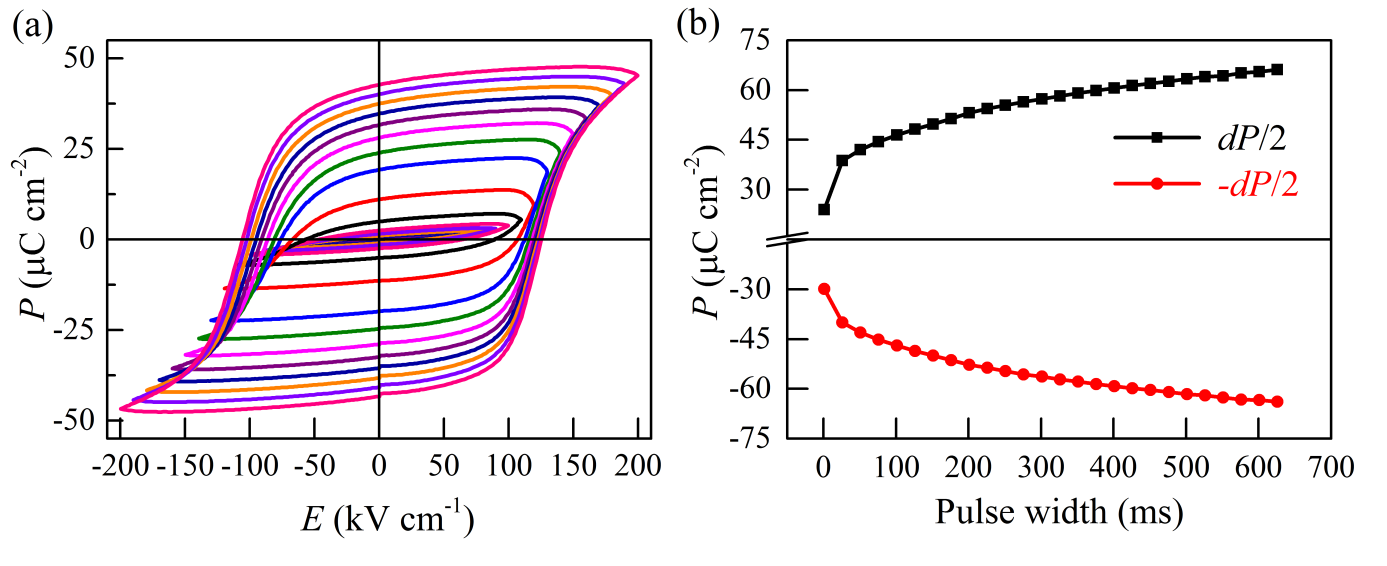 (a)
50
25
0
-25
-50
P (μC cm⁻²)
-200 -150 -100 -50 0 50 100 150 200
E (kV cm⁻¹)
(b)
75
60
45
30
-30
-45
-60
-75
P (μC cm⁻²)
dP/2
-dP/2
0 100 200 300 400 500 600 700
Pulse width (ms)